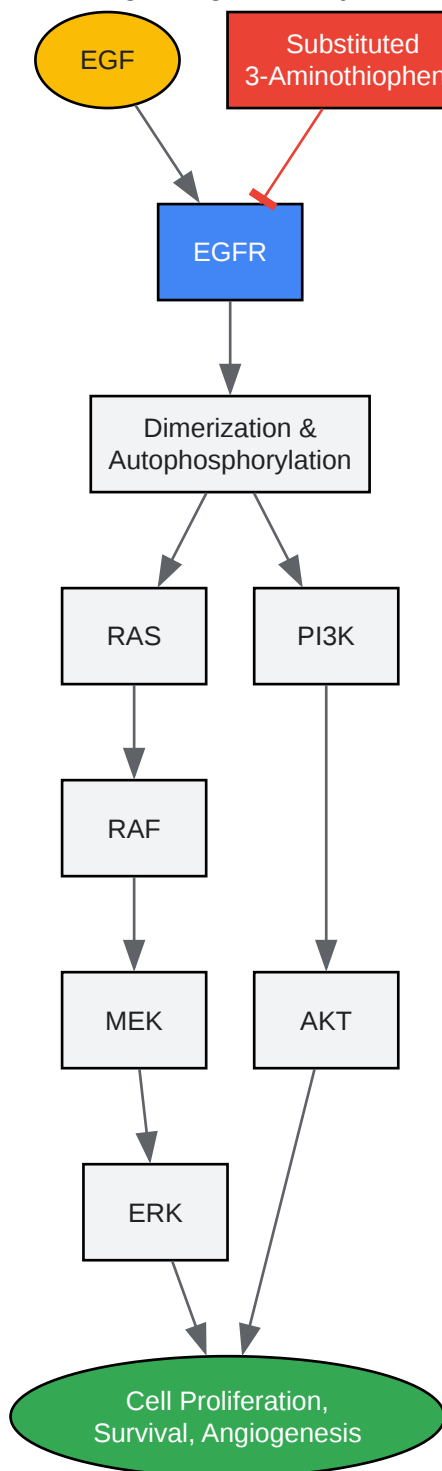 EGF
Substituted
3-Aminothiophen
EGFR
Dimerization &
Autophosphorylation
RAS
PI3K
RAF
MEK
AKT
ERK
Cell Proliferation,
Survival, Angiogenesis